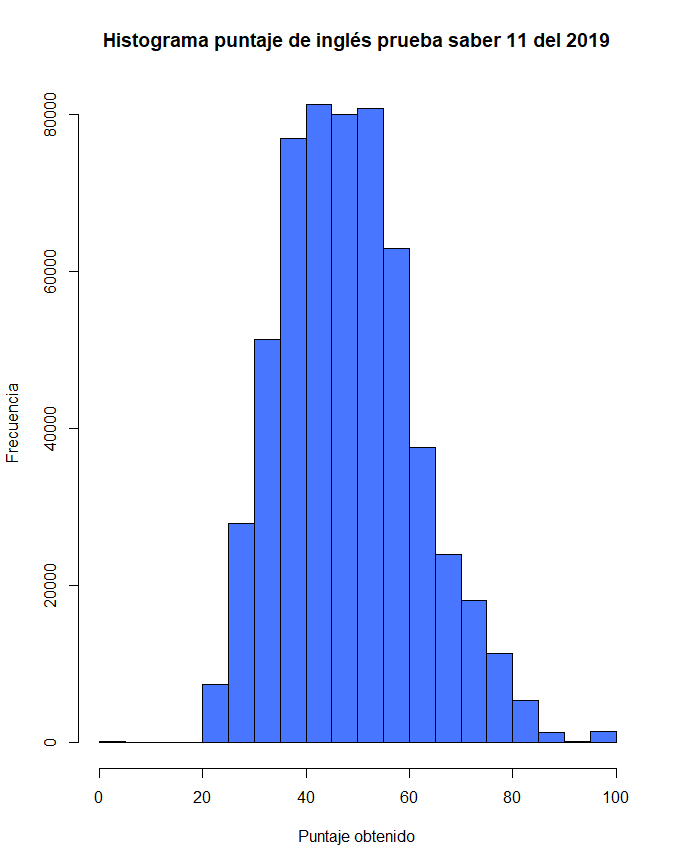 Histograma puntaje de inglés prueba saber 11 del 2019
80000
60000
40000
20000
0
Frecuencia
0 20 40 60 80 100
Puntaje obtenido